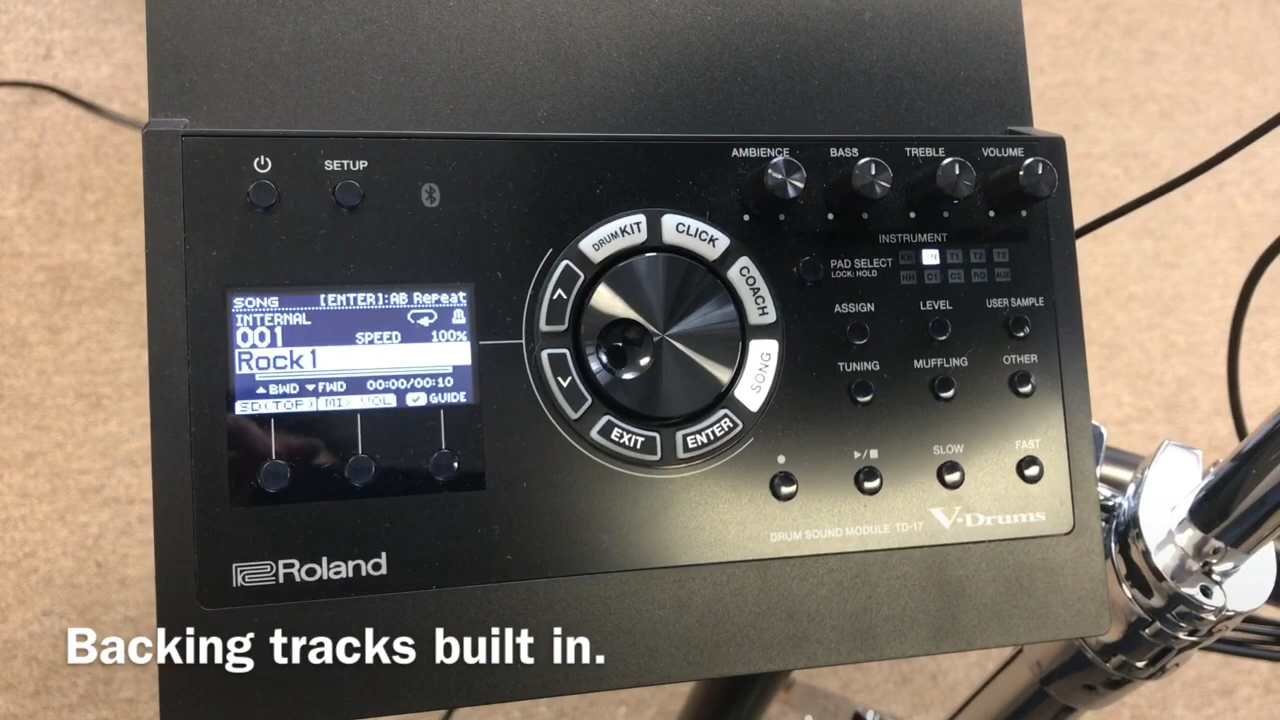 SETUP
AMBIENCE BASS TREBLE VOLUME
INSTRUMENT
PAD SELECT
LOCK: HOLD
T1 T2 T3
HH C1 C2 RD AUX
DRUM KIT
CLICK
COACH
SONG
ENTER
EXIT
SONG [ENTER]:AB Repeat
INTERNAL
001 SPEED 100%
Rock1
BWD FWD 00:00/00:10
SD(TOP) MIX VOL GUIDE
ASSIGN LEVEL USER SAMPLE
TUNING MUFFLING OTHER
SLOW FAST
DRUM SOUND MODULE TD-17 V-Drums
Roland
Backing tracks built in.